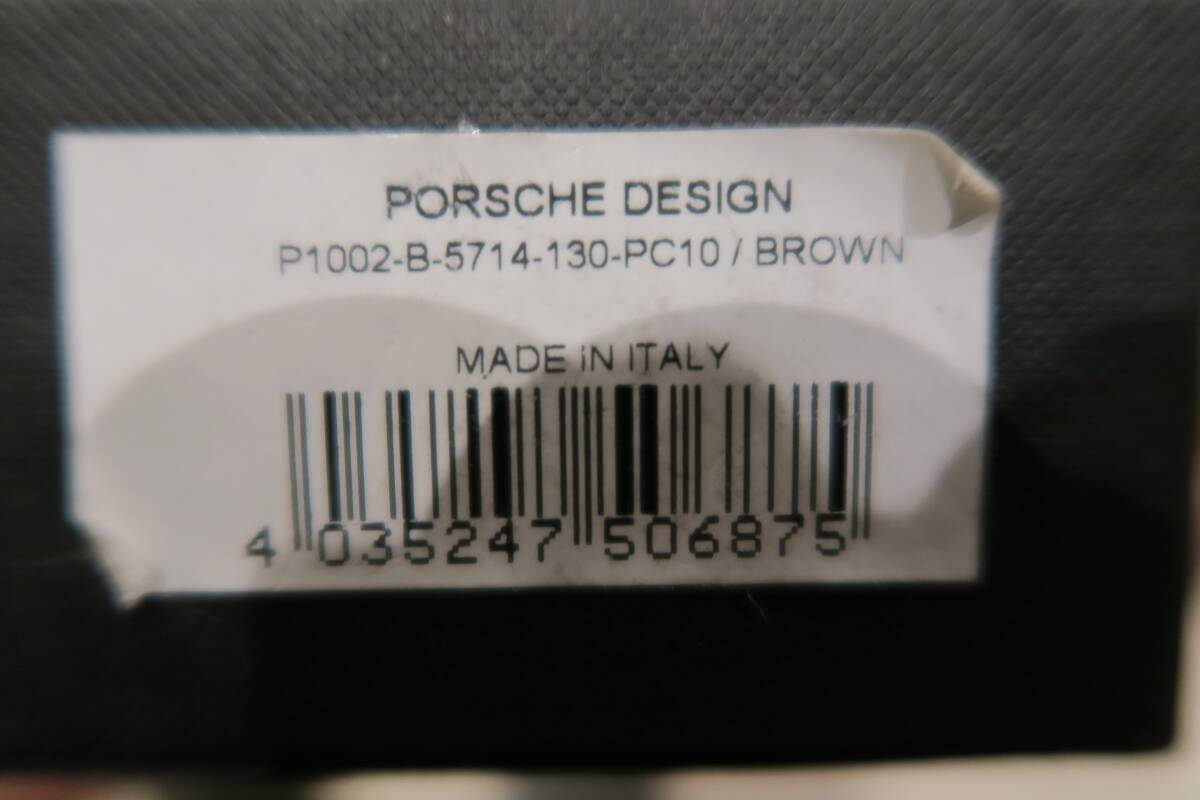 PORSCHE DESIGN
P1002-B-5714-130-PC10 / BROWN
MADE iN ITALY
4 035247 506875